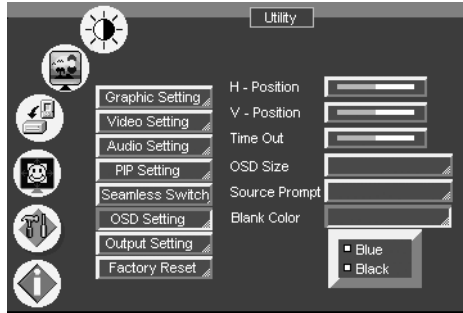 Utility
Graphic Setting
Video Setting
Audio Setting
PIP Setting
Seamless Switch
OSD Setting
Output Setting
Factory Reset
H - Position
V - Position
Time Out
OSD Size
Source Prompt
Blank Color
Blue
Black